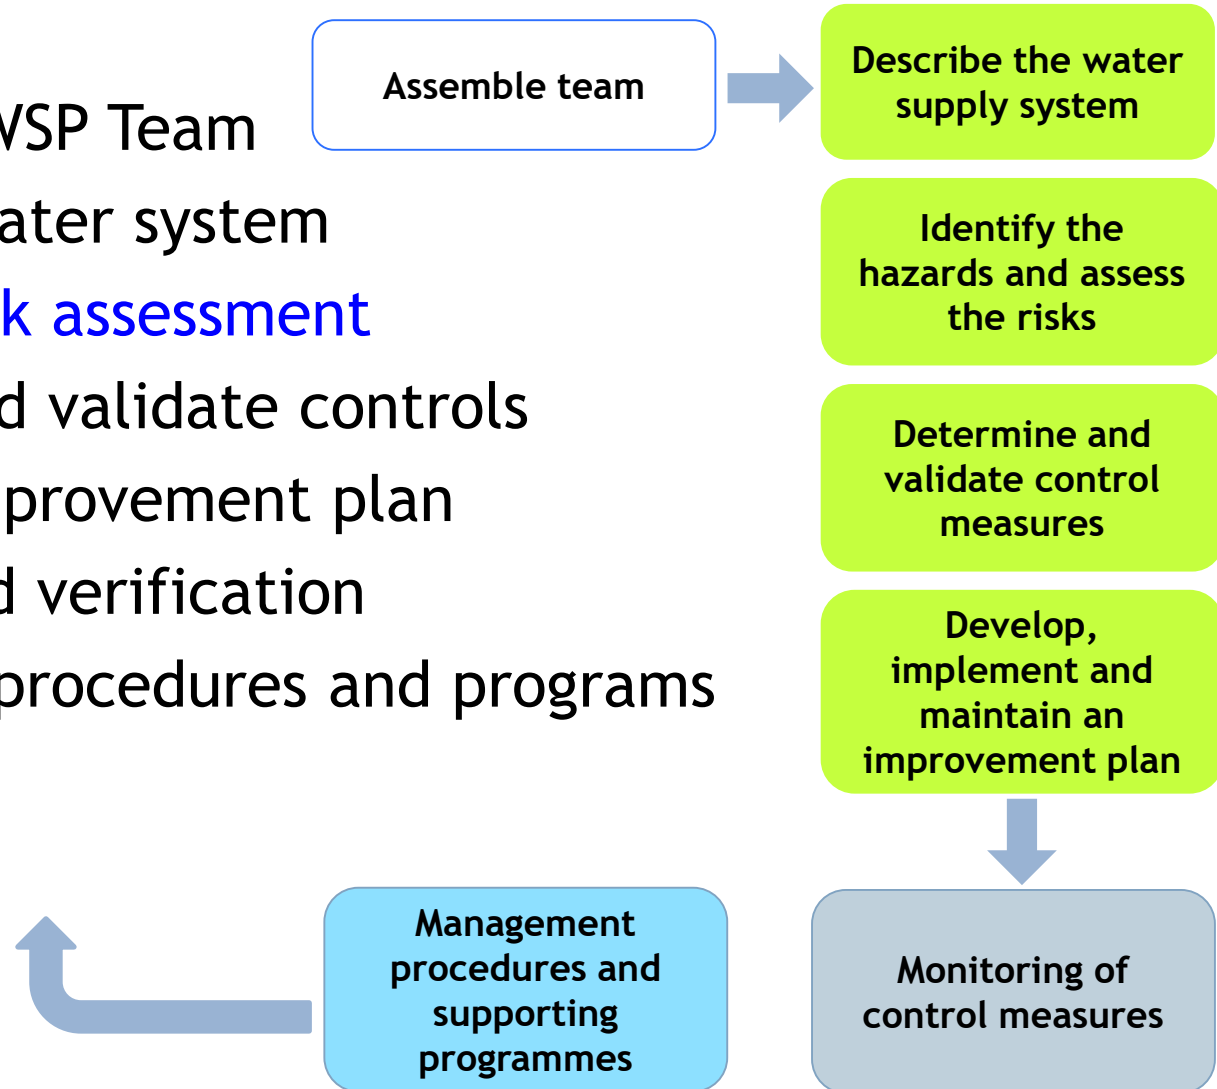 WSP Team
ater system
k assessment
d validate controls
provement plan
d verification
procedures and programs
Assemble team
Describe the water
supply system
Identify the
hazards and assess
the risks
Determine and
validate control
measures
Develop,
implement and
maintain an
improvement plan
Monitoring of
control measures
Management
procedures and
supporting
programmes